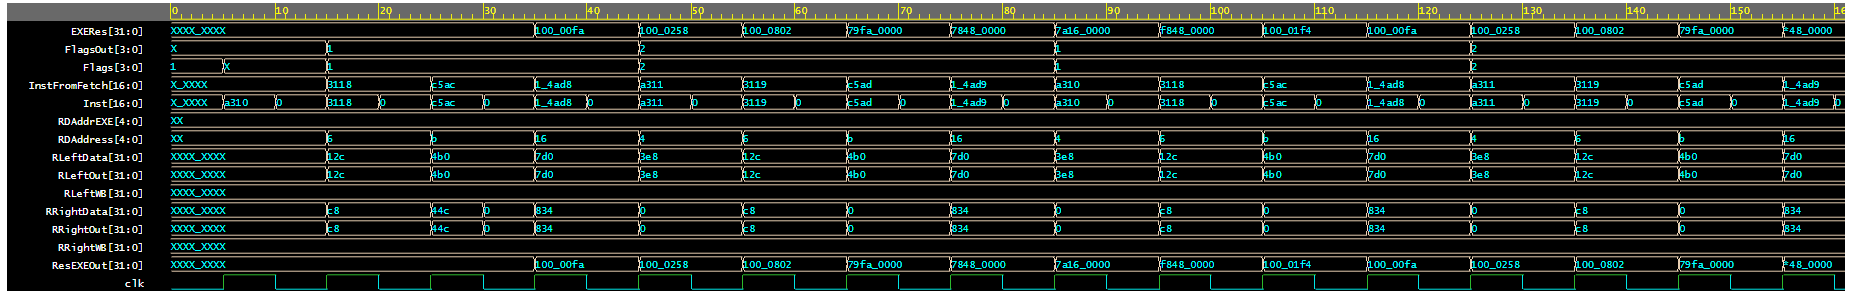 0 10 20 30 40 50 60 70 80 90 100 110 120 130 140 150 16
EXERes[31:0] XXXX_XXXX 100_00fa 100_0258 100_0802 79fa_0000 7848_0000 7a16_0000 f848_0000 100_01f4 100_00fa 100_0258 100_0802 79fa_0000 *48_0000
FlagsOut[3:0] X 1 2 1 2
Flags[3:0] 1 X 1 2 1 2
InstFromFetch[16:0] X_XXXX 3118 c5ac 1_4ad8 a311 3119 c5ad 1_4ad9 a310 3118 c5ac 1_4ad8 a311 3119 c5ad 1_4ad9
Inst[16:0] X_XXXX a310 0 3118 0 c5ac 0 1_4ad8 0 a311 0 3119 0 c5ad 0 1_4ad9 0 a310 0 3118 0 c5ac 0 1_4ad8 0 a311 0 3119 0 c5ad 0 1_4ad9 0
RDAddrEXE[4:0] XX
RDAddress[4:0] XX 6 b 16 4 6 b 16 4 6 b 16 4 6 b 16
RLeftData[31:0] XXXX_XXXX 12c 4b0 7d0 3e8 12c 4b0 7d0 3e8 12c 4b0 7d0 3e8 12c 4b0 7d0
RLeftOut[31:0] XXXX_XXXX 12c 4b0 7d0 3e8 12c 4b0 7d0 3e8 12c 4b0 7d0 3e8 12c 4b0 7d0
RLeftWB[31:0] XXXX_XXXX
RRightData[31:0] XXXX_XXXX c8 44c 0 834 0 c8 0 834 0 c8 0 834 0 c8 0 834
RRightOut[31:0] XXXX_XXXX c8 44c 0 834 0 c8 0 834 0 c8 0 834 0 c8 0 834
RRightWB[31:0] XXXX_XXXX
ResEXEOut[31:0] XXXX_XXXX 100_00fa 100_0258 100_0802 79fa_0000 7848_0000 7a16_0000 f848_0000 100_01f4 100_00fa 100_0258 100_0802 79fa_0000 *48_0000
clk